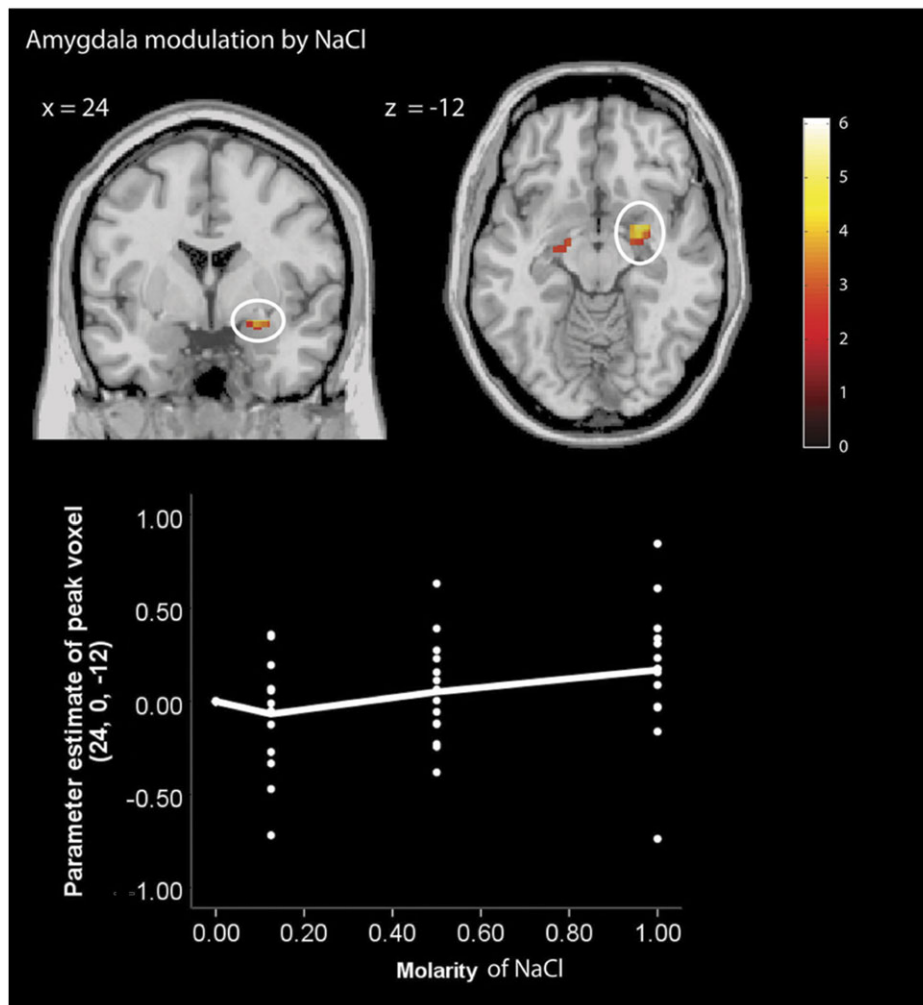 Amygdala modulation by NaCl
x = 24
z = -12
6
5
4
3
2
1
0
Parameter estimate of peak voxel
(24, 0, -12)
1.00
0.50
0.00
-0.50
-1.00
0.00 0.20 0.40 0.60 0.80 1.00
Molarity of NaCl